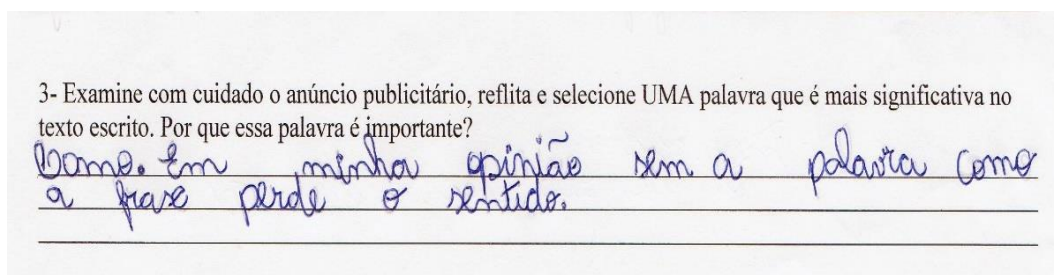 3- Examine com cuidado o anúncio publicitário, reflita e selecione UMA palavra que é mais significativa no
texto escrito. Por que essa palavra é importante?
Como. Em minha opinião sem a palavra como
a frase perde o sentido.